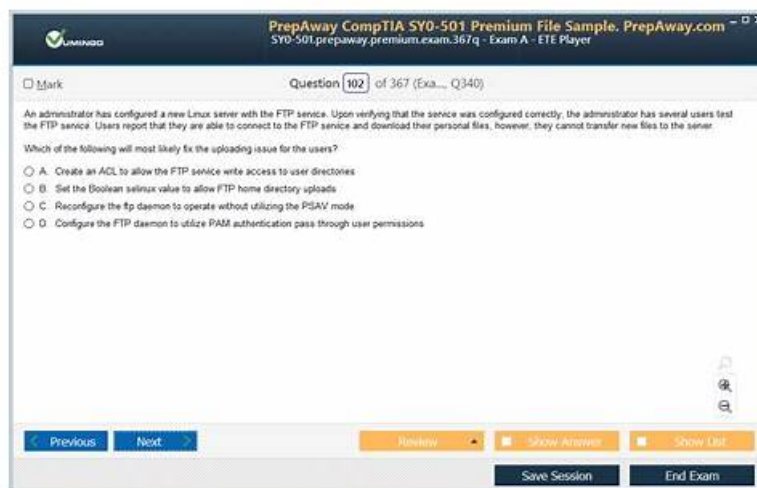 VUMINGO
PrepAway CompTIA SY0-501 Premium File Sample. PrepAway.com
SY0-501.prepaway.premium.exam.367q - Exam A - ETE Player
Mark
Question 102 of 367 (Exa..., Q340)
An administrator has configured a new Linux server with the FTP service. Upon verifying that the service was configured correctly, the administrator has several users test
the FTP service. Users report that they are able to connect to the FTP service and download their personal files, however, they cannot transfer new files to the server.
Which of the following will most likely fix the uploading issue for the users?
A. Create an ACL to allow the FTP service write access to user directories
B. Set the Boolean selinux value to allow FTP home directory uploads
C. Reconfigure the ftp daemon to operate without utilizing the PSAV mode
D. Configure the FTP daemon to utilize PAM authentication pass through user permissions
Previous Next Review Show Answer Show List
Save Session End Exam